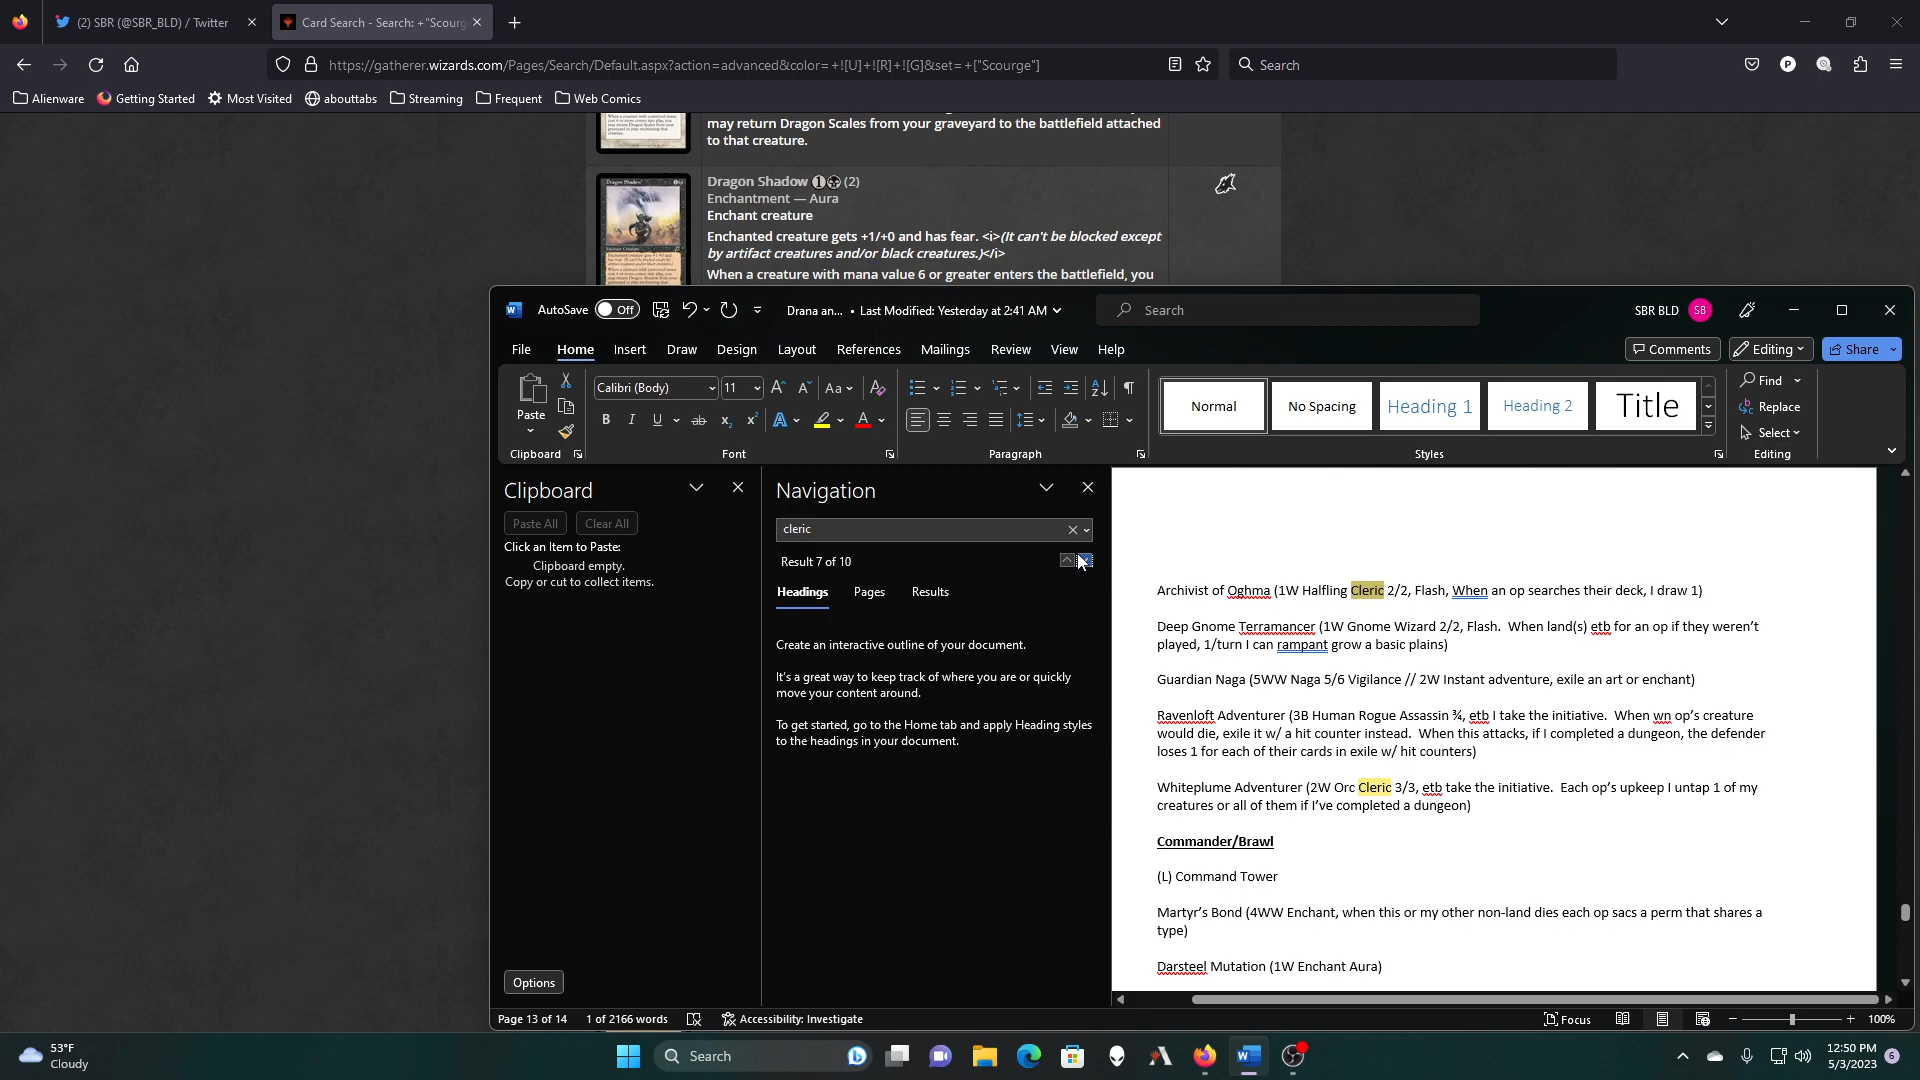 (2) SBR (@SBR_BLD) / Twitter
Card Search - Search: +"Scourg
https://gatherer.wizards.com/Pages/Search/Default.aspx?action=advanced&color=+![U]+![R]+![G]&set=+["Scourge"]
Search
Alienware
Getting Started
Most Visited
abouttabs
Streaming
Frequent
Web Comics
may return Dragon Scales from your graveyard to the battlefield attached
to that creature.
Dragon Shadow (2)
Enchantment — Aura
Enchant creature
Enchanted creature gets +1/+0 and has fear. <i>(It can't be blocked except
by artifact creatures and/or black creatures.)</i>
When a creature with mana value 6 or greater enters the battlefield, you
AutoSave Off
Drana an... • Last Modified: Yesterday at 2:41 AM
Search
SBR BLD SB
File Home Insert Draw Design Layout References Mailings Review View Help
Comments Editing Share
Paste
Calibri (Body) 11
Normal
No Spacing
Heading 1
Heading 2
Title
Find
Replace
Select
Clipboard Font Paragraph Styles Editing
Clipboard
Paste All Clear All
Click an Item to Paste:
Clipboard empty.
Copy or cut to collect items.
Options
Navigation
cleric
Result 7 of 10
Headings Pages Results
Create an interactive outline of your document.
It's a great way to keep track of where you are or quickly
move your content around.
To get started, go to the Home tab and apply Heading styles
to the headings in your document.
Archivist of Oghma (1W Halfling Cleric 2/2, Flash, When an op searches their deck, I draw 1)
Deep Gnome Terramancer (1W Gnome Wizard 2/2, Flash. When land(s) etb for an op if they weren't
played, 1/turn I can rampant grow a basic plains)
Guardian Naga (5WW Naga 5/6 Vigilance // 2W Instant adventure, exile an art or enchant)
Ravenloft Adventurer (3B Human Rogue Assassin ¾, etb I take the initiative. When wn op's creature
would die, exile it w/ a hit counter instead. When this attacks, if I completed a dungeon, the defender
loses 1 for each of their cards in exile w/ hit counters)
Whiteplume Adventurer (2W Orc Cleric 3/3, etb take the initiative. Each op's upkeep I untap 1 of my
creatures or all of them if I've completed a dungeon)
Commander/Brawl
(L) Command Tower
Martyr's Bond (4WW Enchant, when this or my other non-land dies each op sacs a perm that shares a
type)
Darsteel Mutation (1W Enchant Aura)
Page 13 of 14
1 of 2166 words
Accessibility: Investigate
Focus
100%
53°F
Cloudy
Search
12:50 PM
5/3/2023
6